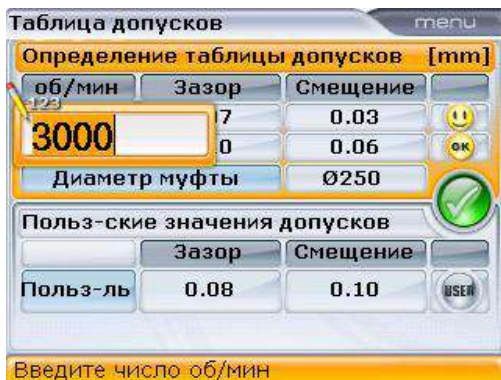 Таблица допусков menu
Определение таблицы допусков [mm]
об/мин Зазор Смещение
123
3000 7 0.03
0 0.06 OK
Диаметр муфты Ø250
Польз-ские значения допусков
Зазор Смещение
Польз-ль 0.08 0.10 USER
Введите число об/мин